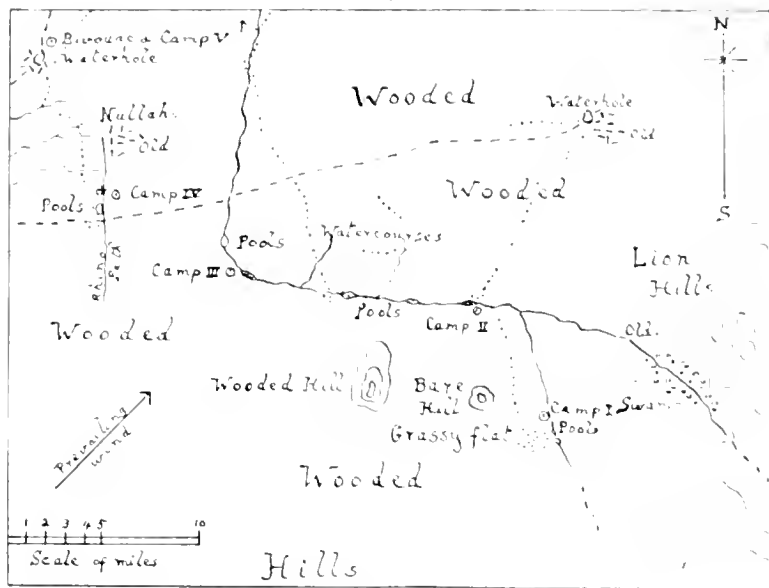 N
Bivouac & Camp V
Waterhole
Wooded
Waterhole
Old
Nullah
Old
Wooded
Camp IV
Pools
S
Watercourses
Pools
Lion
Hills
Camp III
Rhino
Path
Pools
Camp II
Old
Wooded
Wooded Hill
Bare
Hill
Camp I
Swamp
Grassy flat
Pools
Prevailing
wind
Wooded
1 2 3 4 5 10
Scale of miles
Hills